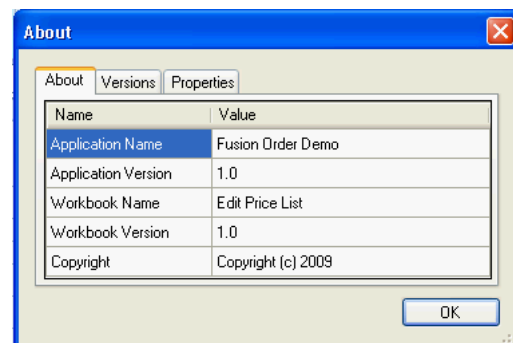 About
About Versions Properties
Name Value
Application Name Fusion Order Demo
Application Version 1.0
Workbook Name Edit Price List
Workbook Version 1.0
Copyright Copyright (c) 2009
OK